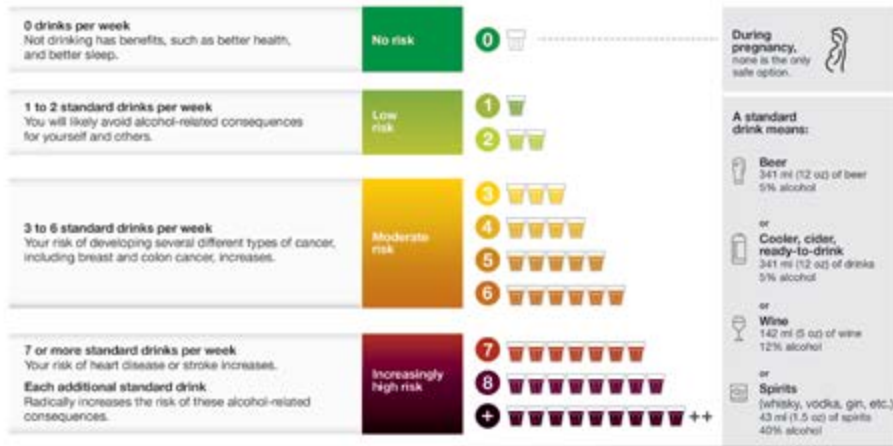 0 drinks per week
Not drinking has benefits, such as better health,
and better sleep.
No risk
0
During
pregnancy,
none is the only
safe option.
1 to 2 standard drinks per week
You will likely avoid alcohol-related consequences
for yourself and others.
Low
risk
1
2
3 to 6 standard drinks per week
Your risk of developing several different types of cancer,
including breast and colon cancer, increases.
Moderate
risk
3
4
5
6
7 or more standard drinks per week
Your risk of heart disease or stroke increases.
Each additional standard drink
Radically increases the risk of these alcohol-related
consequences.
Increasingly
high risk
7
8
+
++
A standard
drink means:
Beer
341 ml (12 oz) of beer
5% alcohol
or
Cooler, cider,
ready-to-drink
341 ml (12 oz) of drinks
5% alcohol
or
Wine
142 ml (5 oz) of wine
12% alcohol
or
Spirits
(whisky, vodka, gin, etc.)
43 ml (1.5 oz) of spirits
40% alcohol